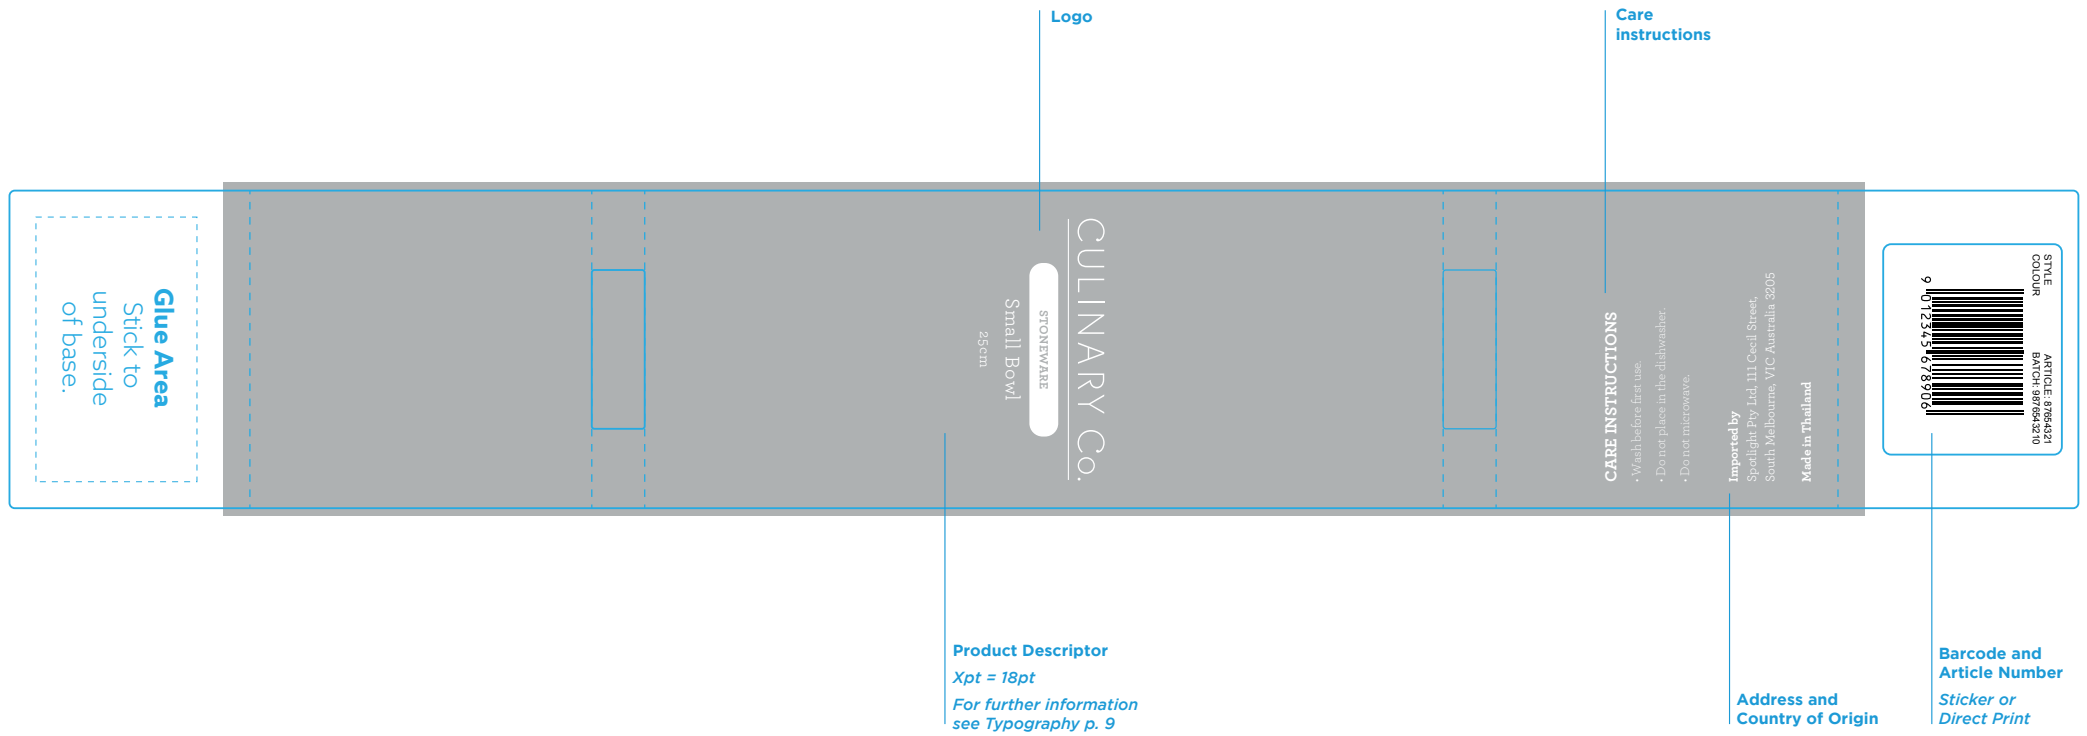 Logo
Care
instructions
Glue Area
Stick to
underside
of base.
CULINARY Co.
STONEWARE
Small Bowl
25cm
CARE INSTRUCTIONS
• Wash before first use.
• Do not place in the dishwasher.
• Do not microwave.
Imported by
Spotlight Pty Ltd, 111 Cecil Street,
South Melbourne, VIC Australia 3205
Made in Thailand
STYLE
COLOUR
ARTICLE: 87654321
BATCH: 9876543210
9 012345 678906
Product Descriptor
Xpt = 18pt
For further information
see Typography p. 9
Address and
Country of Origin
Barcode and
Article Number
Sticker or
Direct Print